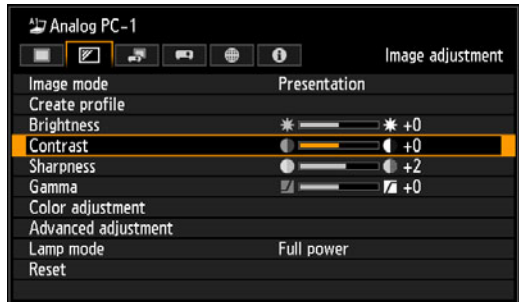 Analog PC-1
Image adjustment
Image mode Presentation
Create profile
Brightness +0
Contrast +0
Sharpness +2
Gamma +0
Color adjustment
Advanced adjustment
Lamp mode Full power
Reset